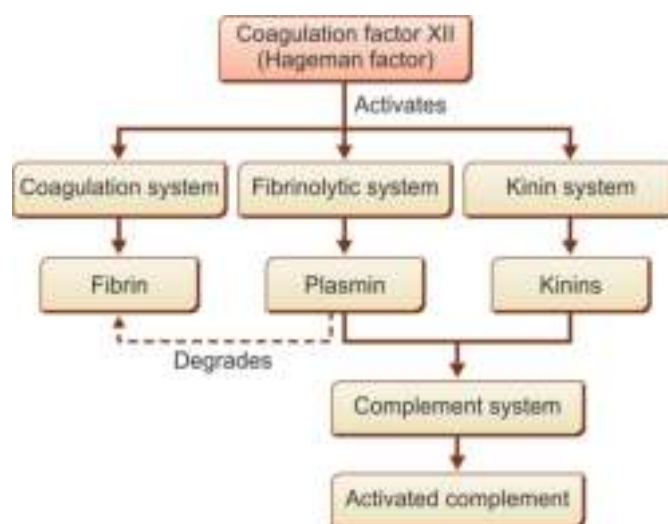 Coagulation factor XII
(Hageman factor)
Activates
Coagulation system
Fibrinolytic system
Kinin system
Fibrin
Plasmin
Kinins
Degrades
Complement system
Activated complement